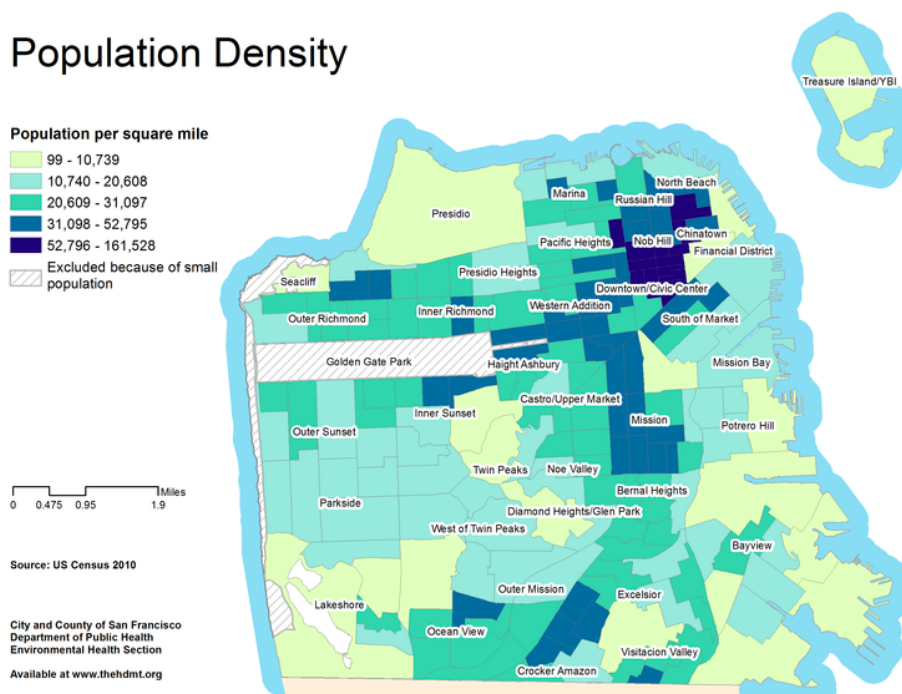 Population Density
Population per square mile
99 - 10,739
10,740 - 20,608
20,609 - 31,097
31,098 - 52,795
52,796 - 161,528
Excluded because of small
population
Treasure Island/YBI
North Beach
Marina
Russian Hill
Presidio
Chinatown
Pacific Heights
Nob Hill
Financial District
Presidio Heights
Seacliff
Downtown/Civic Center
Western Addition
Inner Richmond
Outer Richmond
South of Market
Golden Gate Park
Haight Ashbury
Mission Bay
Castro/Upper Market
Inner Sunset
Mission
Potrero Hill
Outer Sunset
Twin Peaks
Noe Valley
Bernal Heights
Parkside
Diamond Heights/Glen Park
West of Twin Peaks
Bayview
Outer Mission
Excelsior
Lakeshore
Ocean View
Visitacion Valley
Crocker Amazon
Miles
0 0.475 0.95 1.9
Source: US Census 2010
City and County of San Francisco
Department of Public Health
Environmental Health Section
Available at www.thehdmt.org